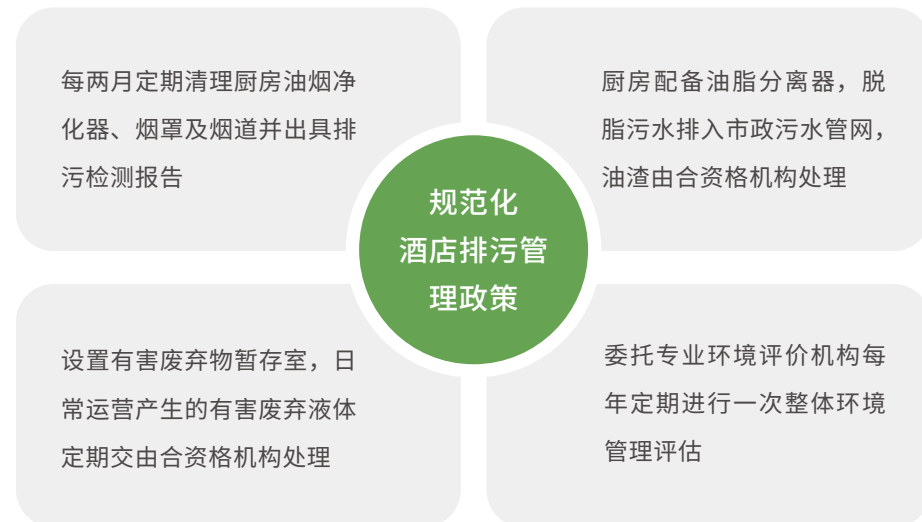 每两月定期清理厨房油烟净
化器、烟罩及烟道并出具排
污检测报告
厨房配备油脂分离器，脱
脂污水排入市政污水管网，
油渣由合资格机构处理
规范化
酒店排污管
理政策
设置有害废弃物暂存室，日
常运营产生的有害废弃液体
定期交由合资格机构处理
委托专业环境评价机构每
年定期进行一次整体环境
管理评估